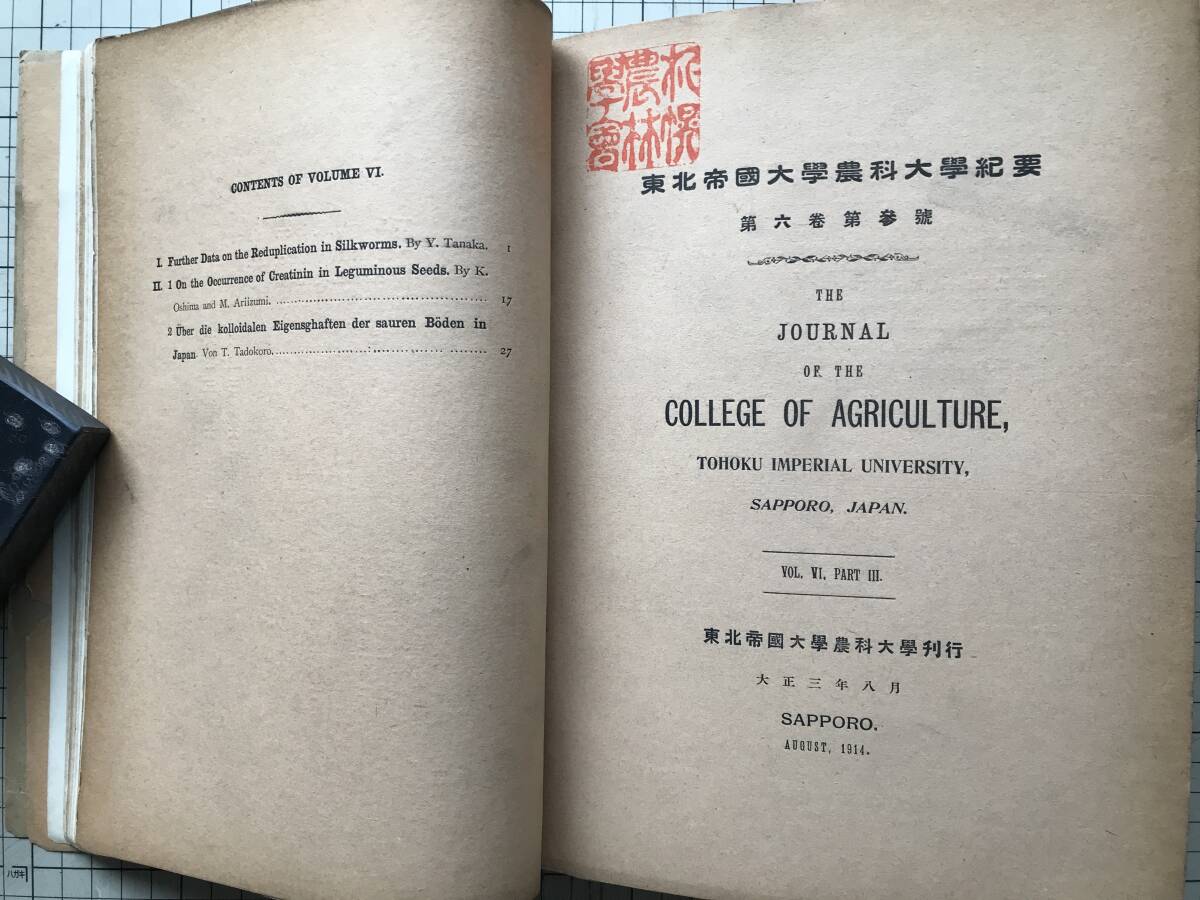 CONTENTS OF VOLUME VI.
I. Further Data on the Reduplication in Silkworms. By Y. Tanaka. 1
II. 1 On the Occurrence of Creatinin in Leguminous Seeds. By K.
Oshima and M. Ariizumi. 17
2 Über die kolloidalen Eigensghaften der sauren Böden in
Japan. Von T. Tadokoro. 27
札幌
農林
學會
東北帝國大學農科大學紀要
第六卷第參號
THE
JOURNAL
OF THE
COLLEGE OF AGRICULTURE,
TOHOKU IMPERIAL UNIVERSITY,
SAPPORO, JAPAN.
VOL. VI, PART III.
東北帝國大學農科大學刊行
大正三年八月
SAPPORO.
AUGUST, 1914.
ハガキ